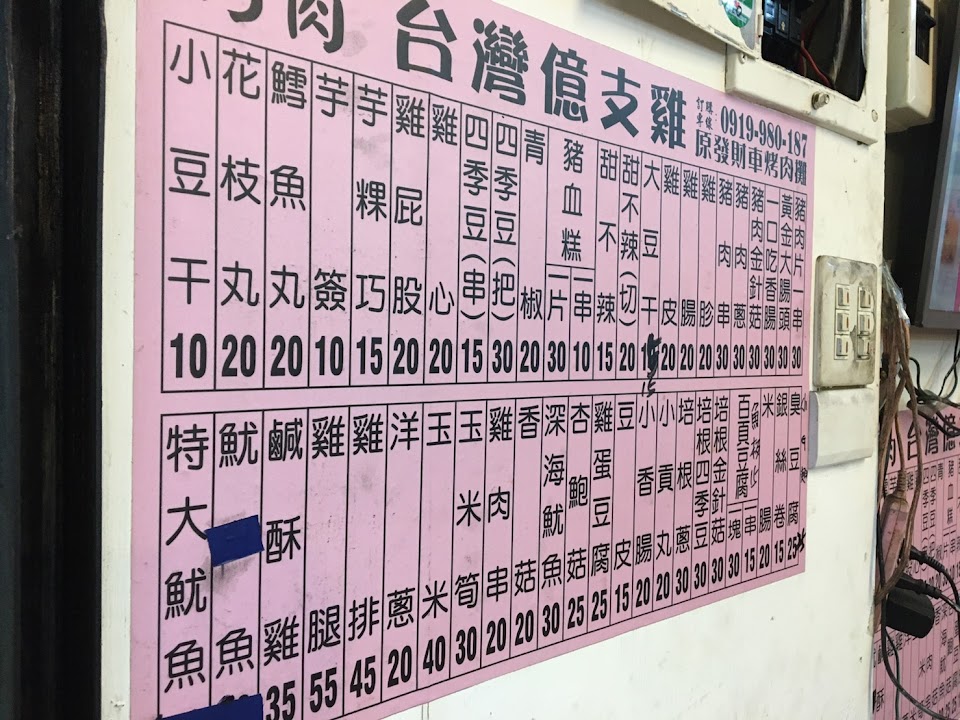 肉 台灣億支雞
訂購專線：0919-980-187
原發財車烤肉攤
豬肉片一串 30
黃金大腸頭 30
一口吃香腸 30
豬肉金針菇 30
豬肉蔥 30
豬肉串 30
雞胗 20
雞腸 20
雞皮 20
大豆干 15
甜不辣(切) 20
甜不辣 15
豬血糕 一串 10
一片 30
青椒 20
四季豆(把) 30
四季豆(串) 15
雞心 20
雞屁股 20
芋粿巧 15
芋簽 10
鱈魚丸 20
花枝丸 20
小豆干 10
臭豆腐 25
銀絲卷 15
米腸 20
百頁豆腐 一串 15
一塊 30
培根金針菇 30
培根四季豆 30
培根蔥 30
小貢丸 20
小香腸 20
豆皮 15
雞蛋豆腐 25
杏鮑菇 25
深海魷魚 30
香菇 20
雞肉串 20
玉米筍 30
玉米 40
洋蔥 20
雞排 45
雞腿 55
鹹酥雞 35
魷魚
特大魷魚